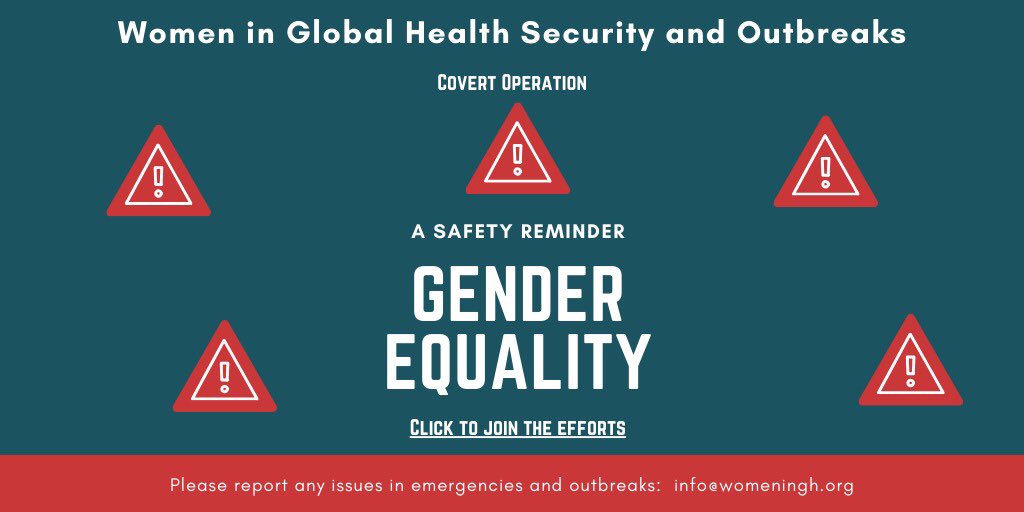 Women in Global Health Security and Outbreaks
Covert Operation
A SAFETY REMINDER
GENDER
EQUALITY
Click to join the efforts
Please report any issues in emergencies and outbreaks: info@womeningh.org